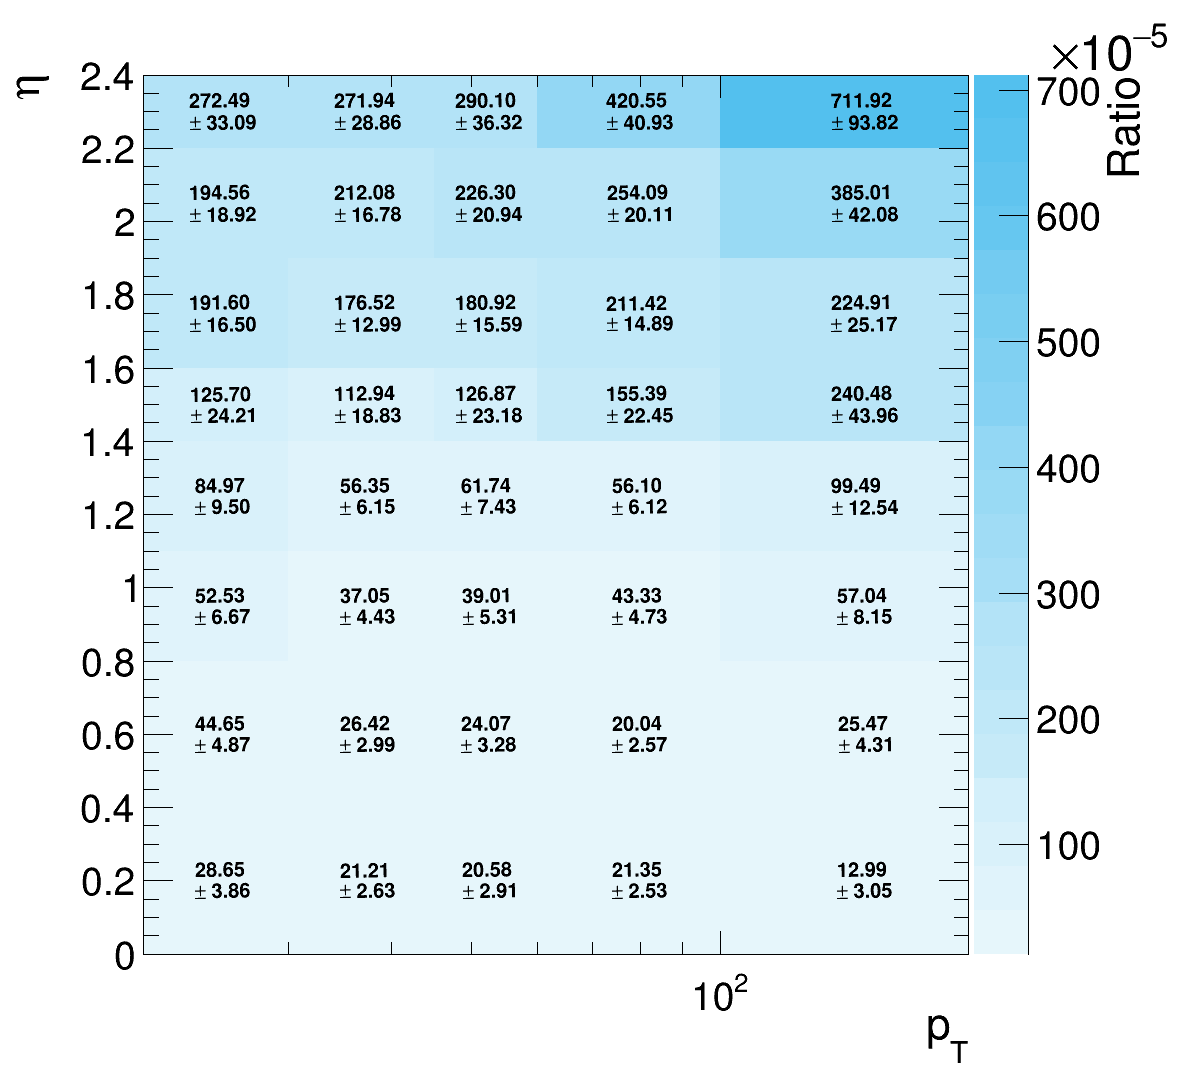 ×10−5
η
Ratio
2.4
272.49 271.94 290.10 420.55 711.92
± 33.09 ± 28.86 ± 36.32 ± 40.93 ± 93.82
700
2.2
194.56 212.08 226.30 254.09 385.01
± 18.92 ± 16.78 ± 20.94 ± 20.11 ± 42.08
2
600
1.8
191.60 176.52 180.92 211.42 224.91
± 16.50 ± 12.99 ± 15.59 ± 14.89 ± 25.17
500
1.6
125.70 112.94 126.87 155.39 240.48
± 24.21 ± 18.83 ± 23.18 ± 22.45 ± 43.96
1.4
400
84.97 56.35 61.74 56.10 99.49
± 9.50 ± 6.15 ± 7.43 ± 6.12 ± 12.54
1.2
1
300
52.53 37.05 39.01 43.33 57.04
± 6.67 ± 4.43 ± 5.31 ± 4.73 ± 8.15
0.8
200
44.65 26.42 24.07 20.04 25.47
± 4.87 ± 2.99 ± 3.28 ± 2.57 ± 4.31
0.6
0.4
100
28.65 21.21 20.58 21.35 12.99
± 3.86 ± 2.63 ± 2.91 ± 2.53 ± 3.05
0.2
0
102
pT